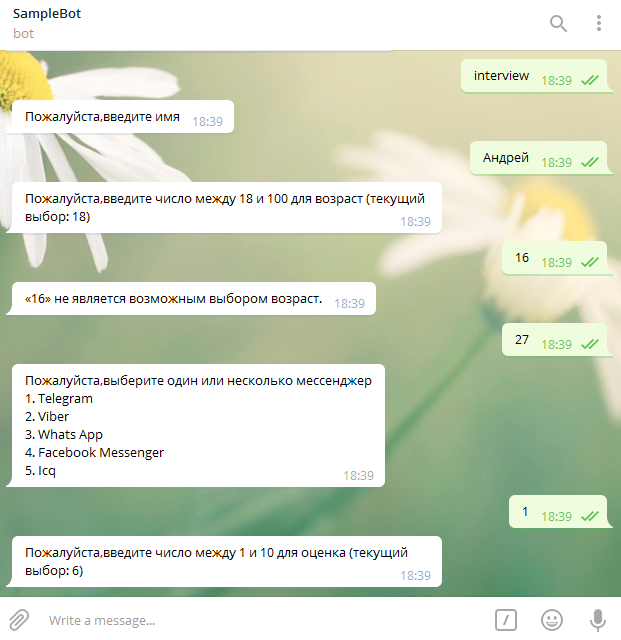 SampleBot
bot
interview 18:39
Пожалуйста,введите имя 18:39
Андрей 18:39
Пожалуйста,введите число между 18 и 100 для возраст (текущий
выбор: 18) 18:39
16 18:39
«16» не является возможным выбором возраст. 18:39
27 18:39
Пожалуйста,выберите один или несколько мессенджер
1. Telegram
2. Viber
3. Whats App
4. Facebook Messenger
5. Icq 18:39
1 18:39
Пожалуйста,введите число между 1 и 10 для оценка (текущий
выбор: 6) 18:39
Write a message...